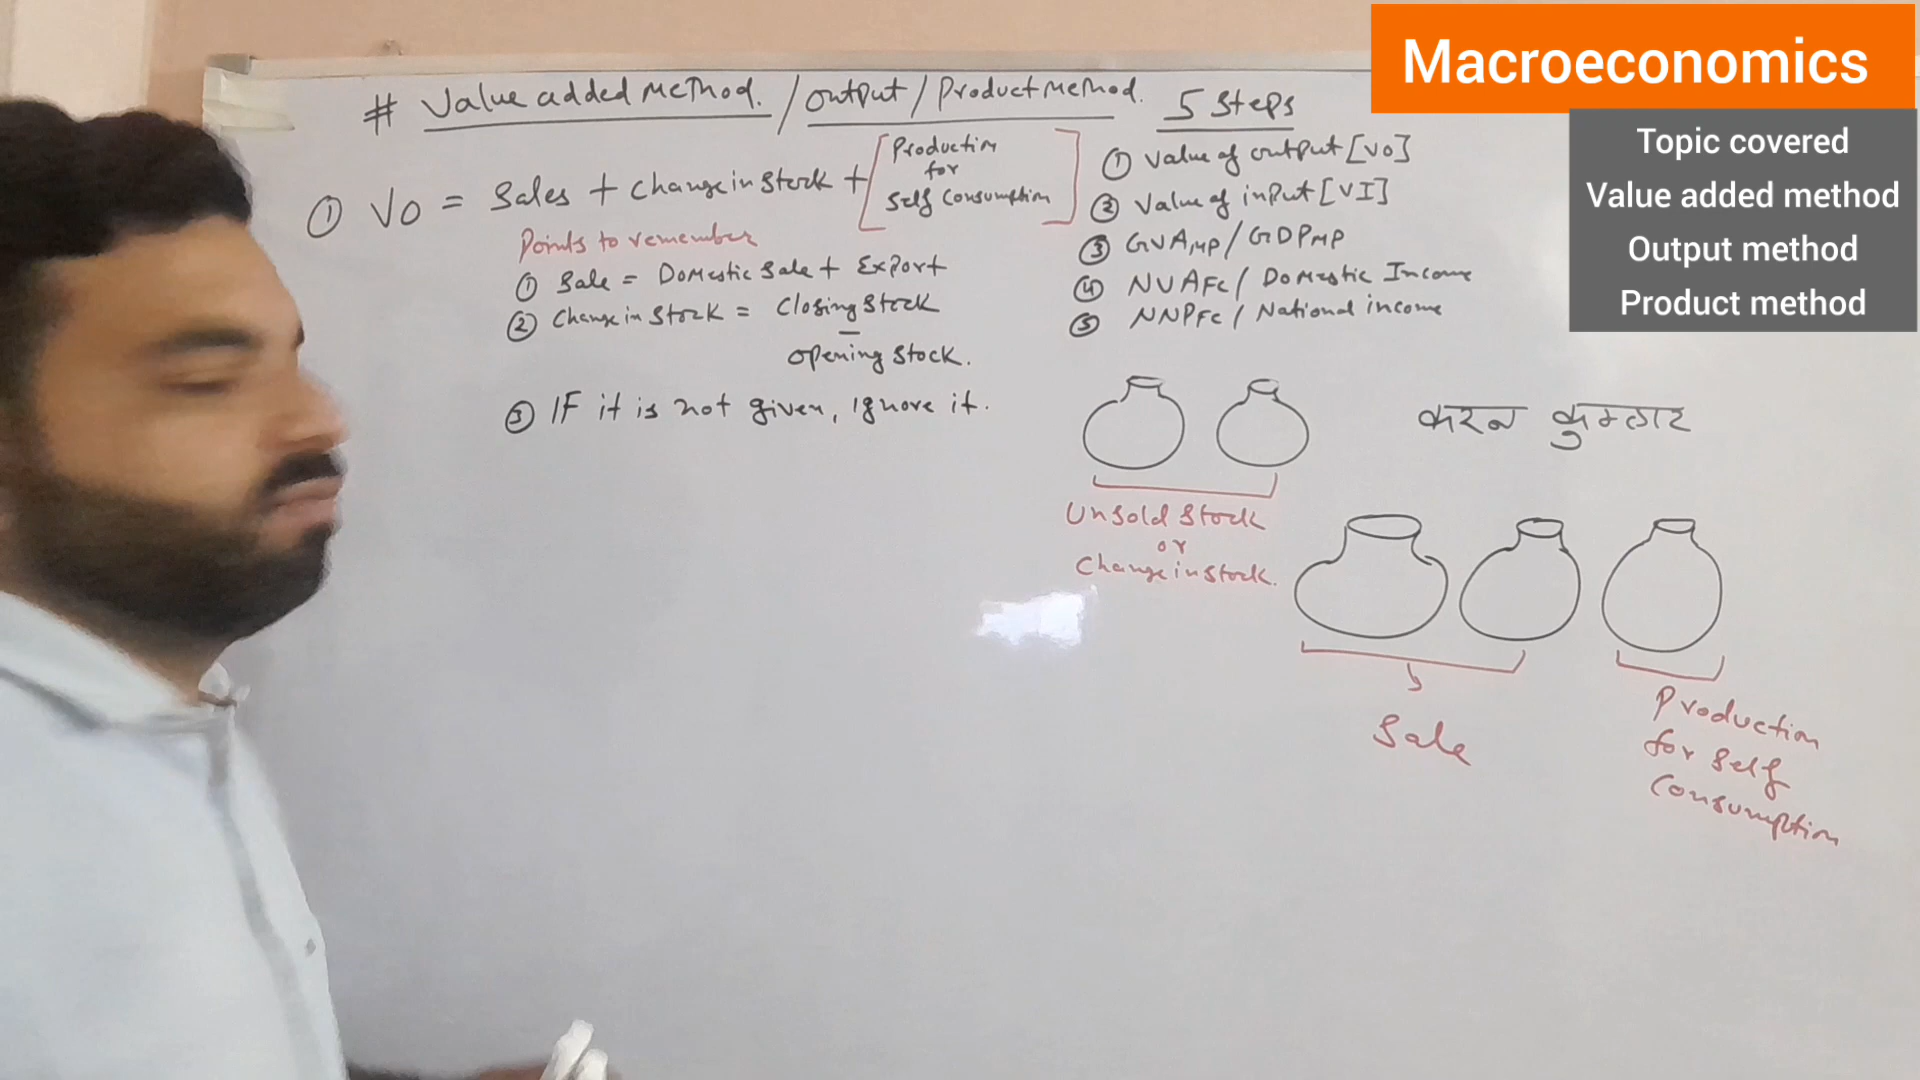 # Value added Method. / Output / Product Method.
① VO = Sales + Change in Stock + [Production for Self Consumption]
Points to remember
① Sale = Domestic Sale + Export
② Change in Stock = Closing Stock
–
Opening Stock.
③ IF it is not given, Ignore it.
5 Steps
① Value of output [VO]
② Value of input [VI]
③ GVAMP / GDPMP
④ NVAFC / Domestic Income
⑤ NNPFC / National income
करन कुम्हार
Unsold Stock
or
Change in Stock.
Sale
Production
for Self
Consumption
Macroeconomics
Topic covered
Value added method
Output method
Product method